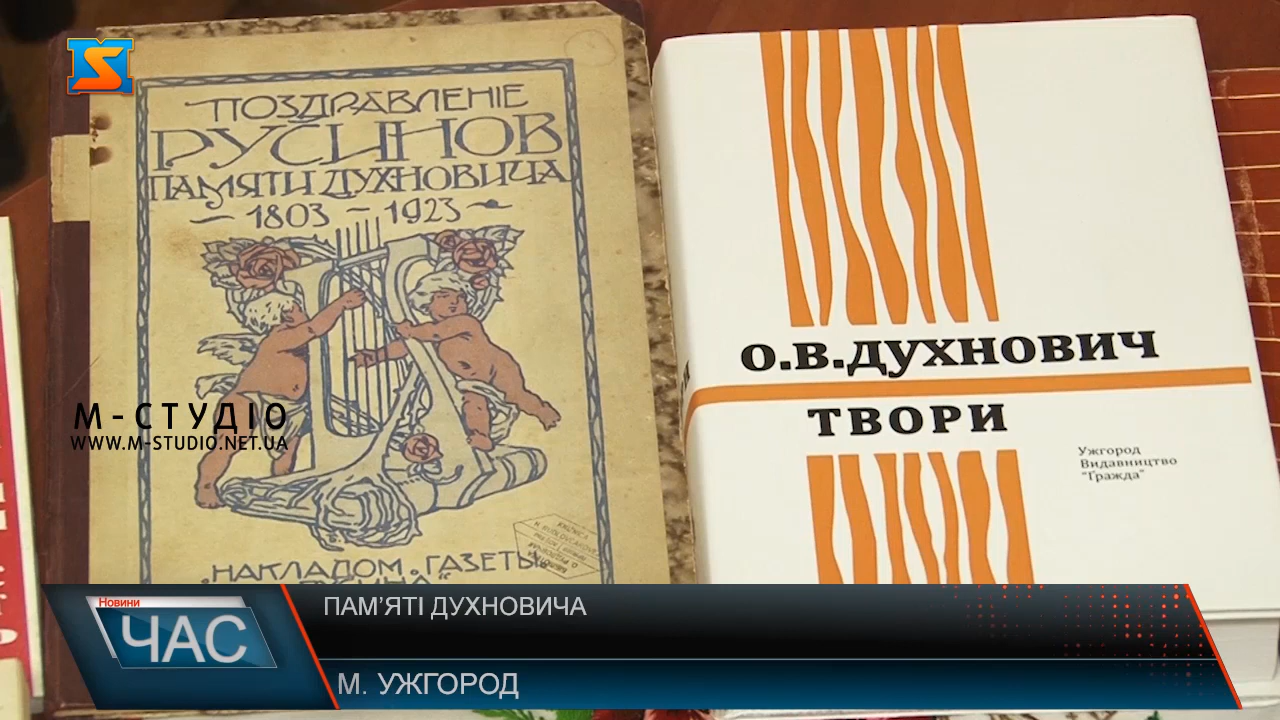 ПОЗДРАВЛЕНІЕ
РУСИНОВ
ПАМЯТИ ДУХНОВИЧА
– 1803 – 1923 –
НАКЛАДОМ „ГАЗЕТЫ
О.В.ДУХНОВИЧ
ТВОРИ
Ужгород
Видавництво
"Ґражда"
М-СТУДІО
WWW.M-STUDIO.NET.UA
Новини
ЧАС
ПАМ’ЯТІ ДУХНОВИЧА
М. УЖГОРОД